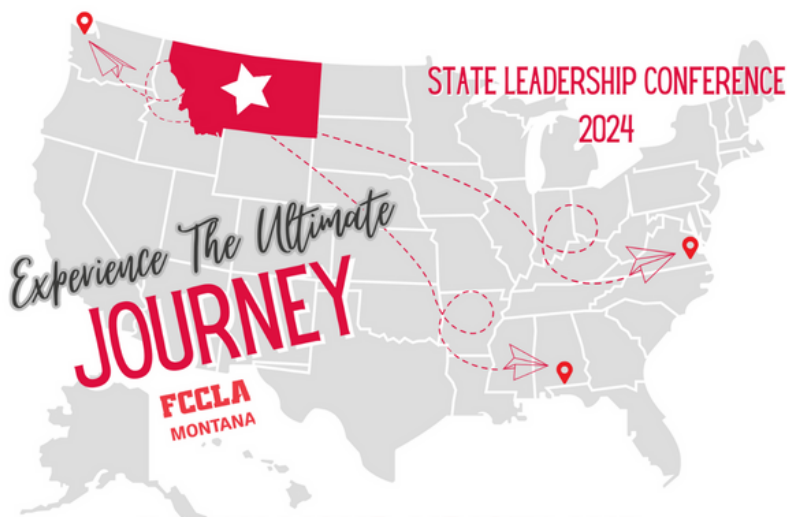 STATE LEADERSHIP CONFERENCE
2024
Experience The Ultimate
JOURNEY
FCCLA
MONTANA